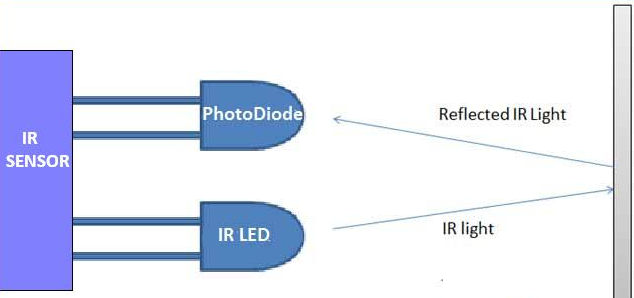 IR
SENSOR
PhotoDiode
Reflected IR Light
IR LED
IR light